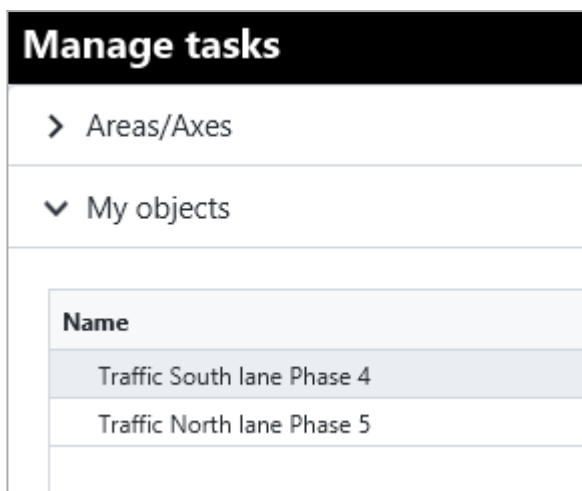 Manage tasks
Areas/Axes
My objects
Name
Traffic South lane Phase 4
Traffic North lane Phase 5